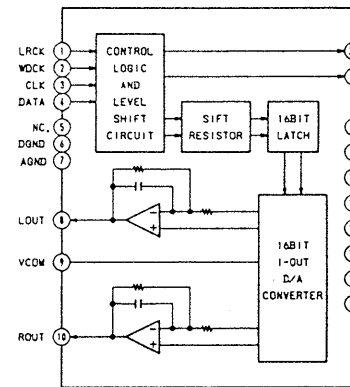 LRCK 1
WDCK 2
CLK 3
DATA 4
NC. 5
DGND 6
AGND 7
LOUT 8
VCOM 9
ROUT 10
CONTROL
LOGIC
AND
LEVEL
SHIFT
CIRCUIT
SIFT
RESISTOR
16BIT
LATCH
16BIT
I-OUT
D/A
CONVERTER